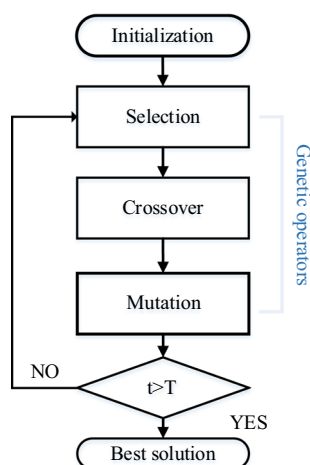 Initialization
Selection
Crossover
Genetic operators
Mutation
NO
t>T
YES
Best solution